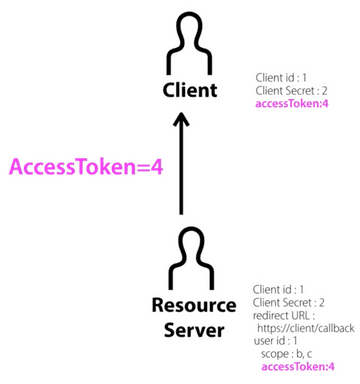 Client
Client id : 1
Client Secret : 2
accessToken:4
AccessToken=4
Resource
Server
Client id : 1
Client Secret : 2
redirect URL :
https://client/callback
user id : 1
scope : b, c
accessToken:4